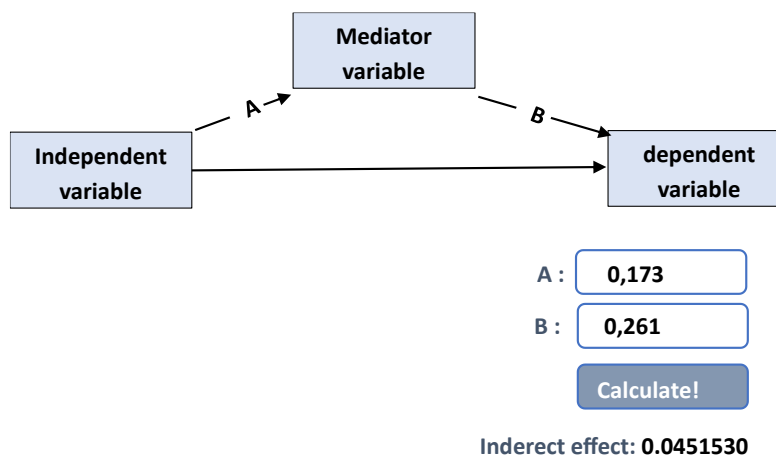 Mediator
variable
A
B
Independent
variable
dependent
variable
A : 0,173
B : 0,261
Calculate!
Inderect effect: 0.0451530